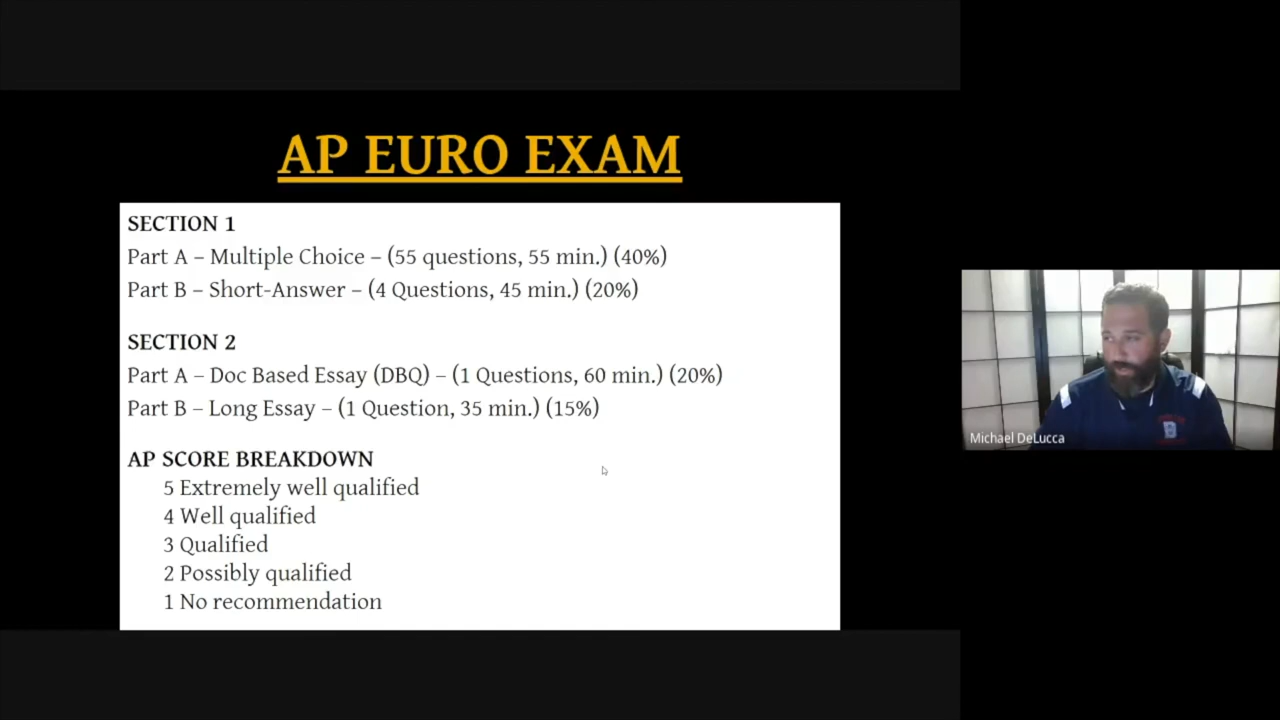 AP EURO EXAM
SECTION 1
Part A – Multiple Choice – (55 questions, 55 min.) (40%)
Part B – Short-Answer – (4 Questions, 45 min.) (20%)
SECTION 2
Part A – Doc Based Essay (DBQ) – (1 Questions, 60 min.) (20%)
Part B – Long Essay – (1 Question, 35 min.) (15%)
AP SCORE BREAKDOWN
5 Extremely well qualified
4 Well qualified
3 Qualified
2 Possibly qualified
1 No recommendation
Michael DeLucca